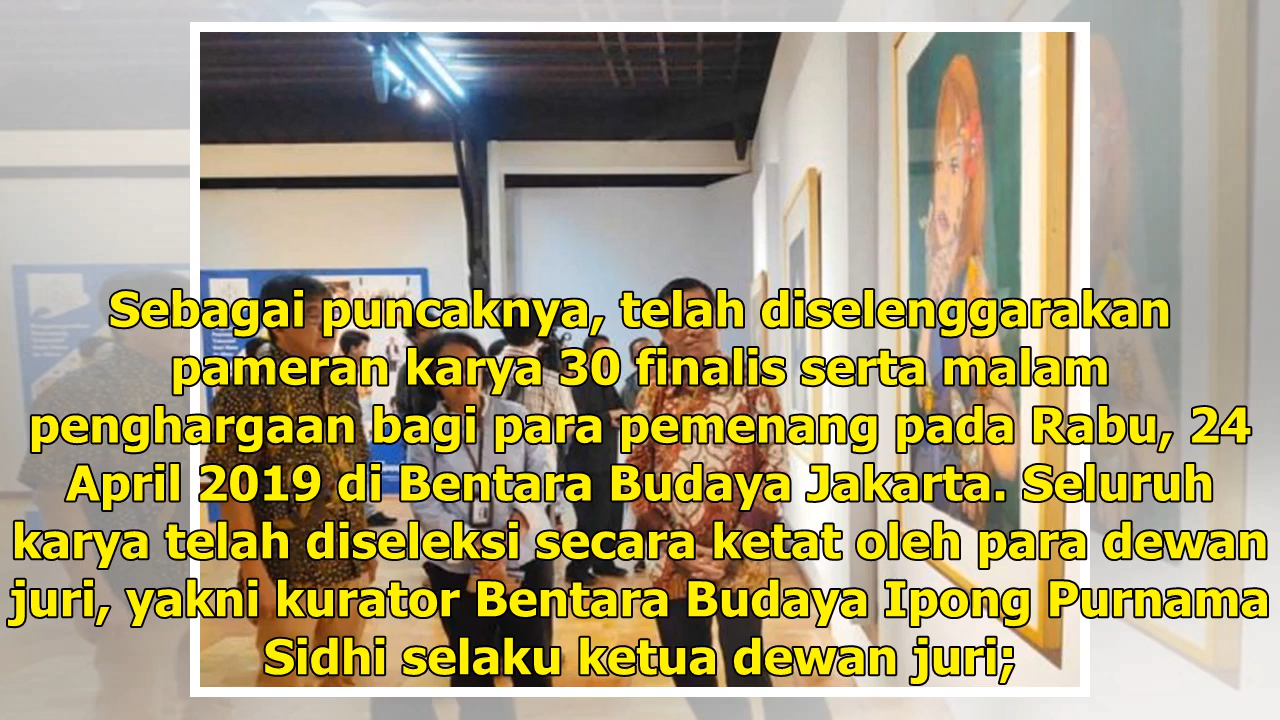 Sebagai puncaknya, telah diselenggarakan
pameran karya 30 finalis serta malam
penghargaan bagi para pemenang pada Rabu, 24
April 2019 di Bentara Budaya Jakarta. Seluruh
karya telah diseleksi secara ketat oleh para dewan
juri, yakni kurator Bentara Budaya Ipong Purnama
Sidhi selaku ketua dewan juri;